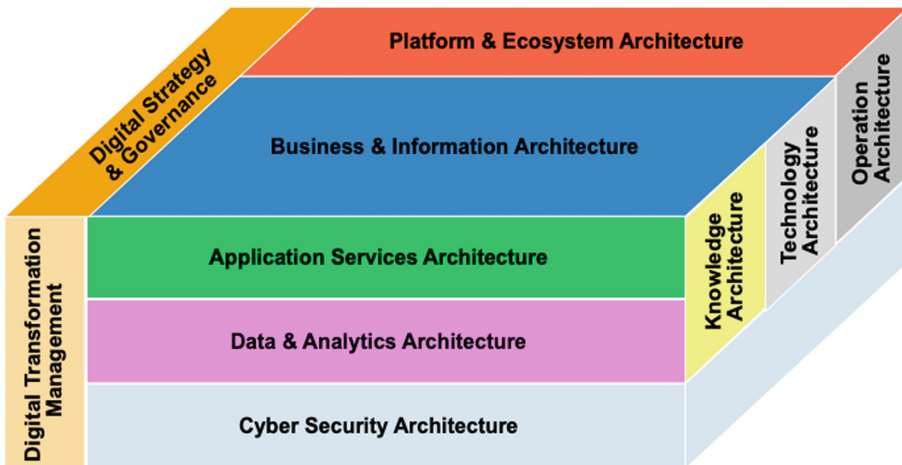 Platform & Ecosystem Architecture
Digital Strategy
& Governance
Business & Information Architecture
Operation
Architecture
Technology
Architecture
Knowledge
Architecture
Application Services Architecture
Data & Analytics Architecture
Cyber Security Architecture
Digital Transformation
Management